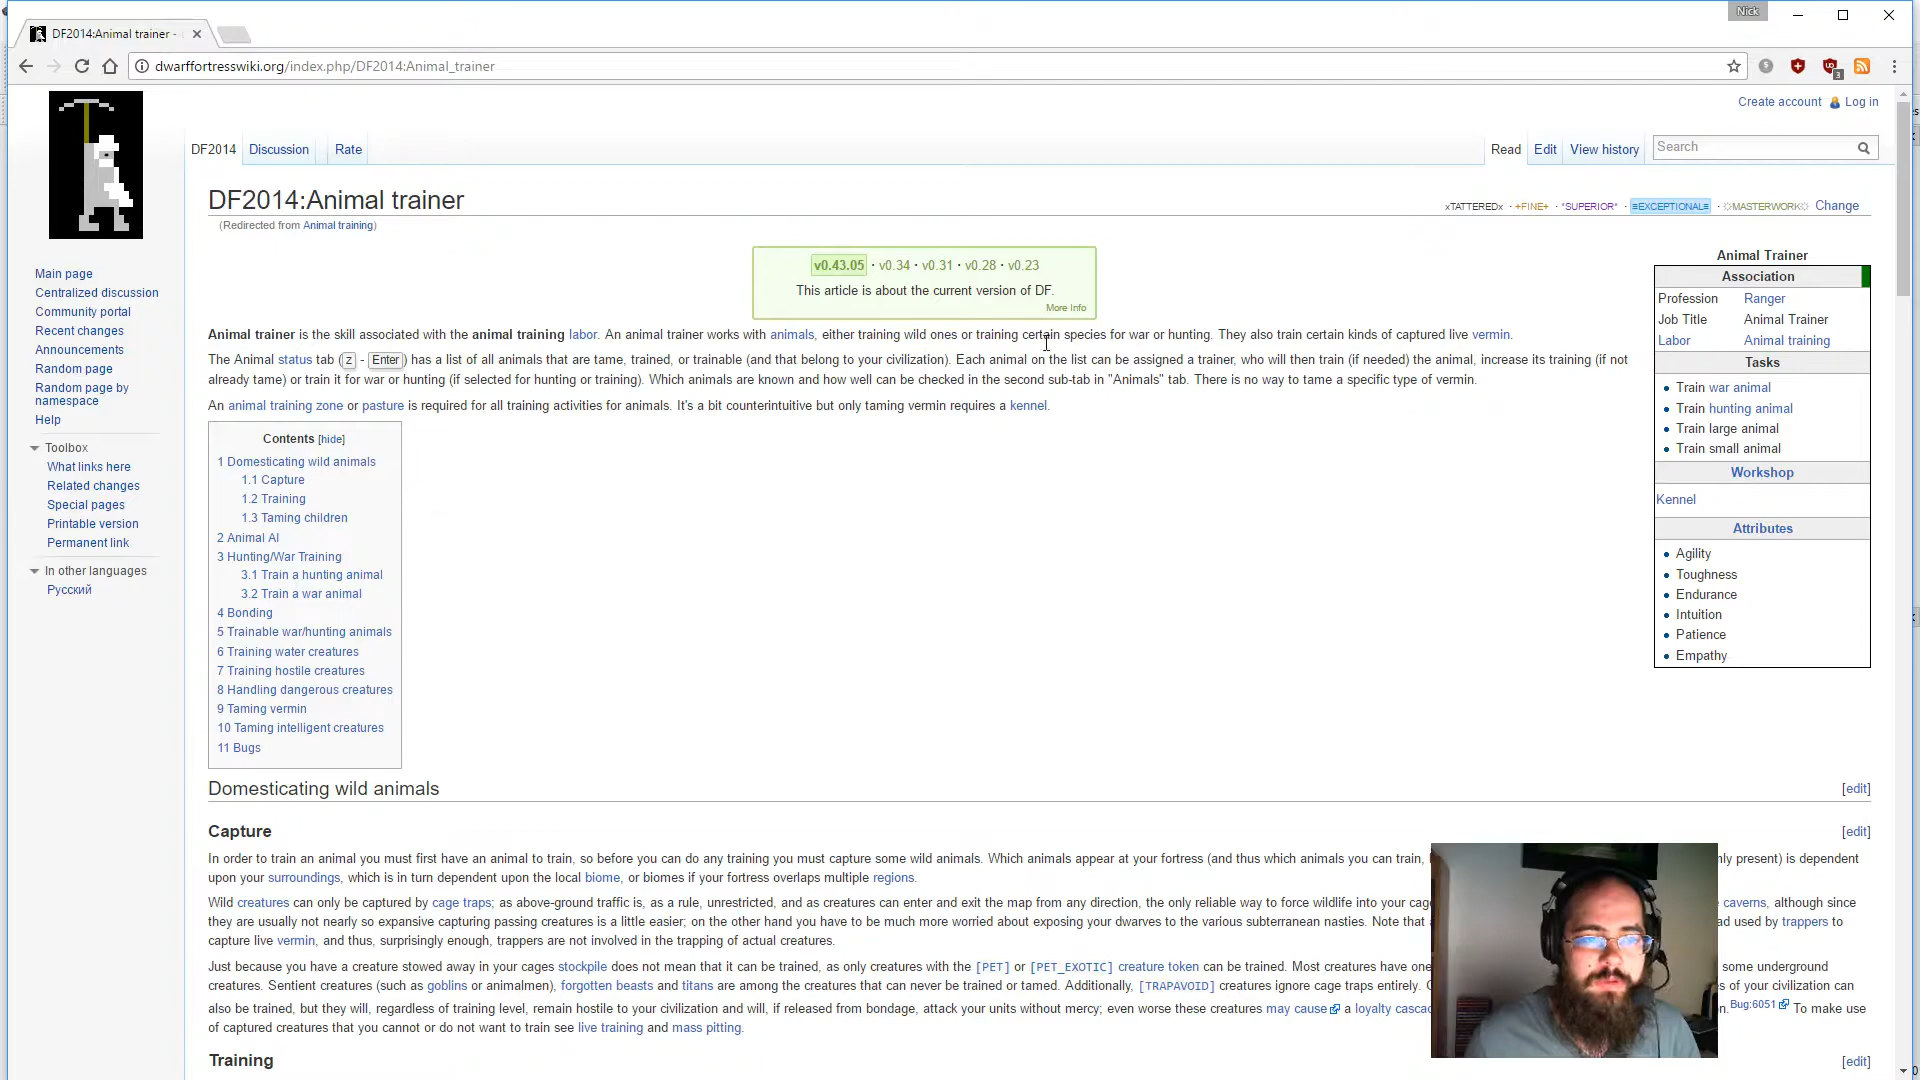 Nick
DF2014:Animal trainer -
dwarffortresswiki.org/index.php/DF2014:Animal_trainer
3
Create account Log in
DF2014 Discussion Rate Read Edit View history Search
DF2014:Animal trainer
xTATTEREDx · +FINE+ · *SUPERIOR* · ≡EXCEPTIONAL≡ · ☼MASTERWORK☼ Change
(Redirected from Animal training)
v0.43.05 · v0.34 · v0.31 · v0.28 · v0.23
This article is about the current version of DF.
More Info
Animal trainer is the skill associated with the animal training labor. An animal trainer works with animals, either training wild ones or training certain species for war or hunting. They also train certain kinds of captured live vermin.
The Animal status tab (z - Enter) has a list of all animals that are tame, trained, or trainable (and that belong to your civilization). Each animal on the list can be assigned a trainer, who will then train (if needed) the animal, increase its training (if not
already tame) or train it for war or hunting (if selected for hunting or training). Which animals are known and how well can be checked in the second sub-tab in "Animals" tab. There is no way to tame a specific type of vermin.
An animal training zone or pasture is required for all training activities for animals. It's a bit counterintuitive but only taming vermin requires a kennel.
Animal Trainer
Association
Profession Ranger
Job Title Animal Trainer
Labor Animal training
Tasks
Train war animal
Train hunting animal
Train large animal
Train small animal
Workshop
Kennel
Attributes
Agility
Toughness
Endurance
Intuition
Patience
Empathy
Main page
Centralized discussion
Community portal
Recent changes
Announcements
Random page
Random page by
namespace
Help
Toolbox
What links here
Related changes
Special pages
Printable version
Permanent link
In other languages
Русский
Contents [hide]
1 Domesticating wild animals
1.1 Capture
1.2 Training
1.3 Taming children
2 Animal AI
3 Hunting/War Training
3.1 Train a hunting animal
3.2 Train a war animal
4 Bonding
5 Trainable war/hunting animals
6 Training water creatures
7 Training hostile creatures
8 Handling dangerous creatures
9 Taming vermin
10 Taming intelligent creatures
11 Bugs
Domesticating wild animals [edit]
Capture [edit]
In order to train an animal you must first have an animal to train, so before you can do any training you must capture some wild animals. Which animals appear at your fortress (and thus which animals you can train, nly present) is dependent
upon your surroundings, which is in turn dependent upon the local biome, or biomes if your fortress overlaps multiple regions.
Wild creatures can only be captured by cage traps; as above-ground traffic is, as a rule, unrestricted, and as creatures can enter and exit the map from any direction, the only reliable way to force wildlife into your cag caverns, although since
they are usually not nearly so expansive capturing passing creatures is a little easier; on the other hand you have to be much more worried about exposing your dwarves to the various subterranean nasties. Note that ad used by trappers to
capture live vermin, and thus, surprisingly enough, trappers are not involved in the trapping of actual creatures.
Just because you have a creature stowed away in your cages stockpile does not mean that it can be trained, as only creatures with the [PET] or [PET_EXOTIC] creature token can be trained. Most creatures have one some underground
creatures. Sentient creatures (such as goblins or animalmen), forgotten beasts and titans are among the creatures that can never be trained or tamed. Additionally, [TRAPAVOID] creatures ignore cage traps entirely. s of your civilization can
also be trained, but they will, regardless of training level, remain hostile to your civilization and will, if released from bondage, attack your units without mercy; even worse these creatures may cause a loyalty cascad n.Bug:6051 To make use
of captured creatures that you cannot or do not want to train see live training and mass pitting.
Training [edit]